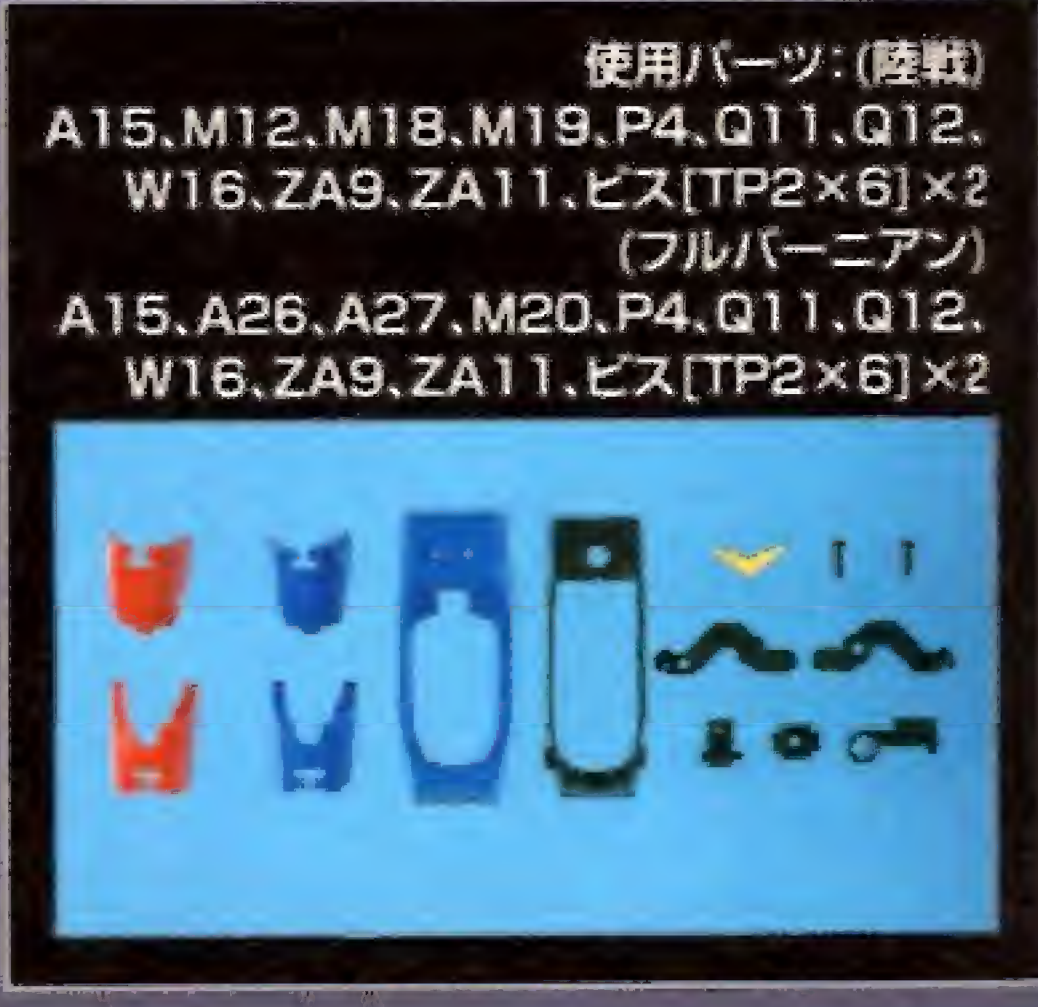 使用パーツ:(陸戦)
A15、M12、M18、M19、P4、Q11、Q12、
W16、ZA9、ZA11、ビス[TP2×6]×2
(フルバーニアン)
A15、A26、A27、M20、P4、Q11、Q12、
W16、ZA9、ZA11、ビス[TP2×6]×2